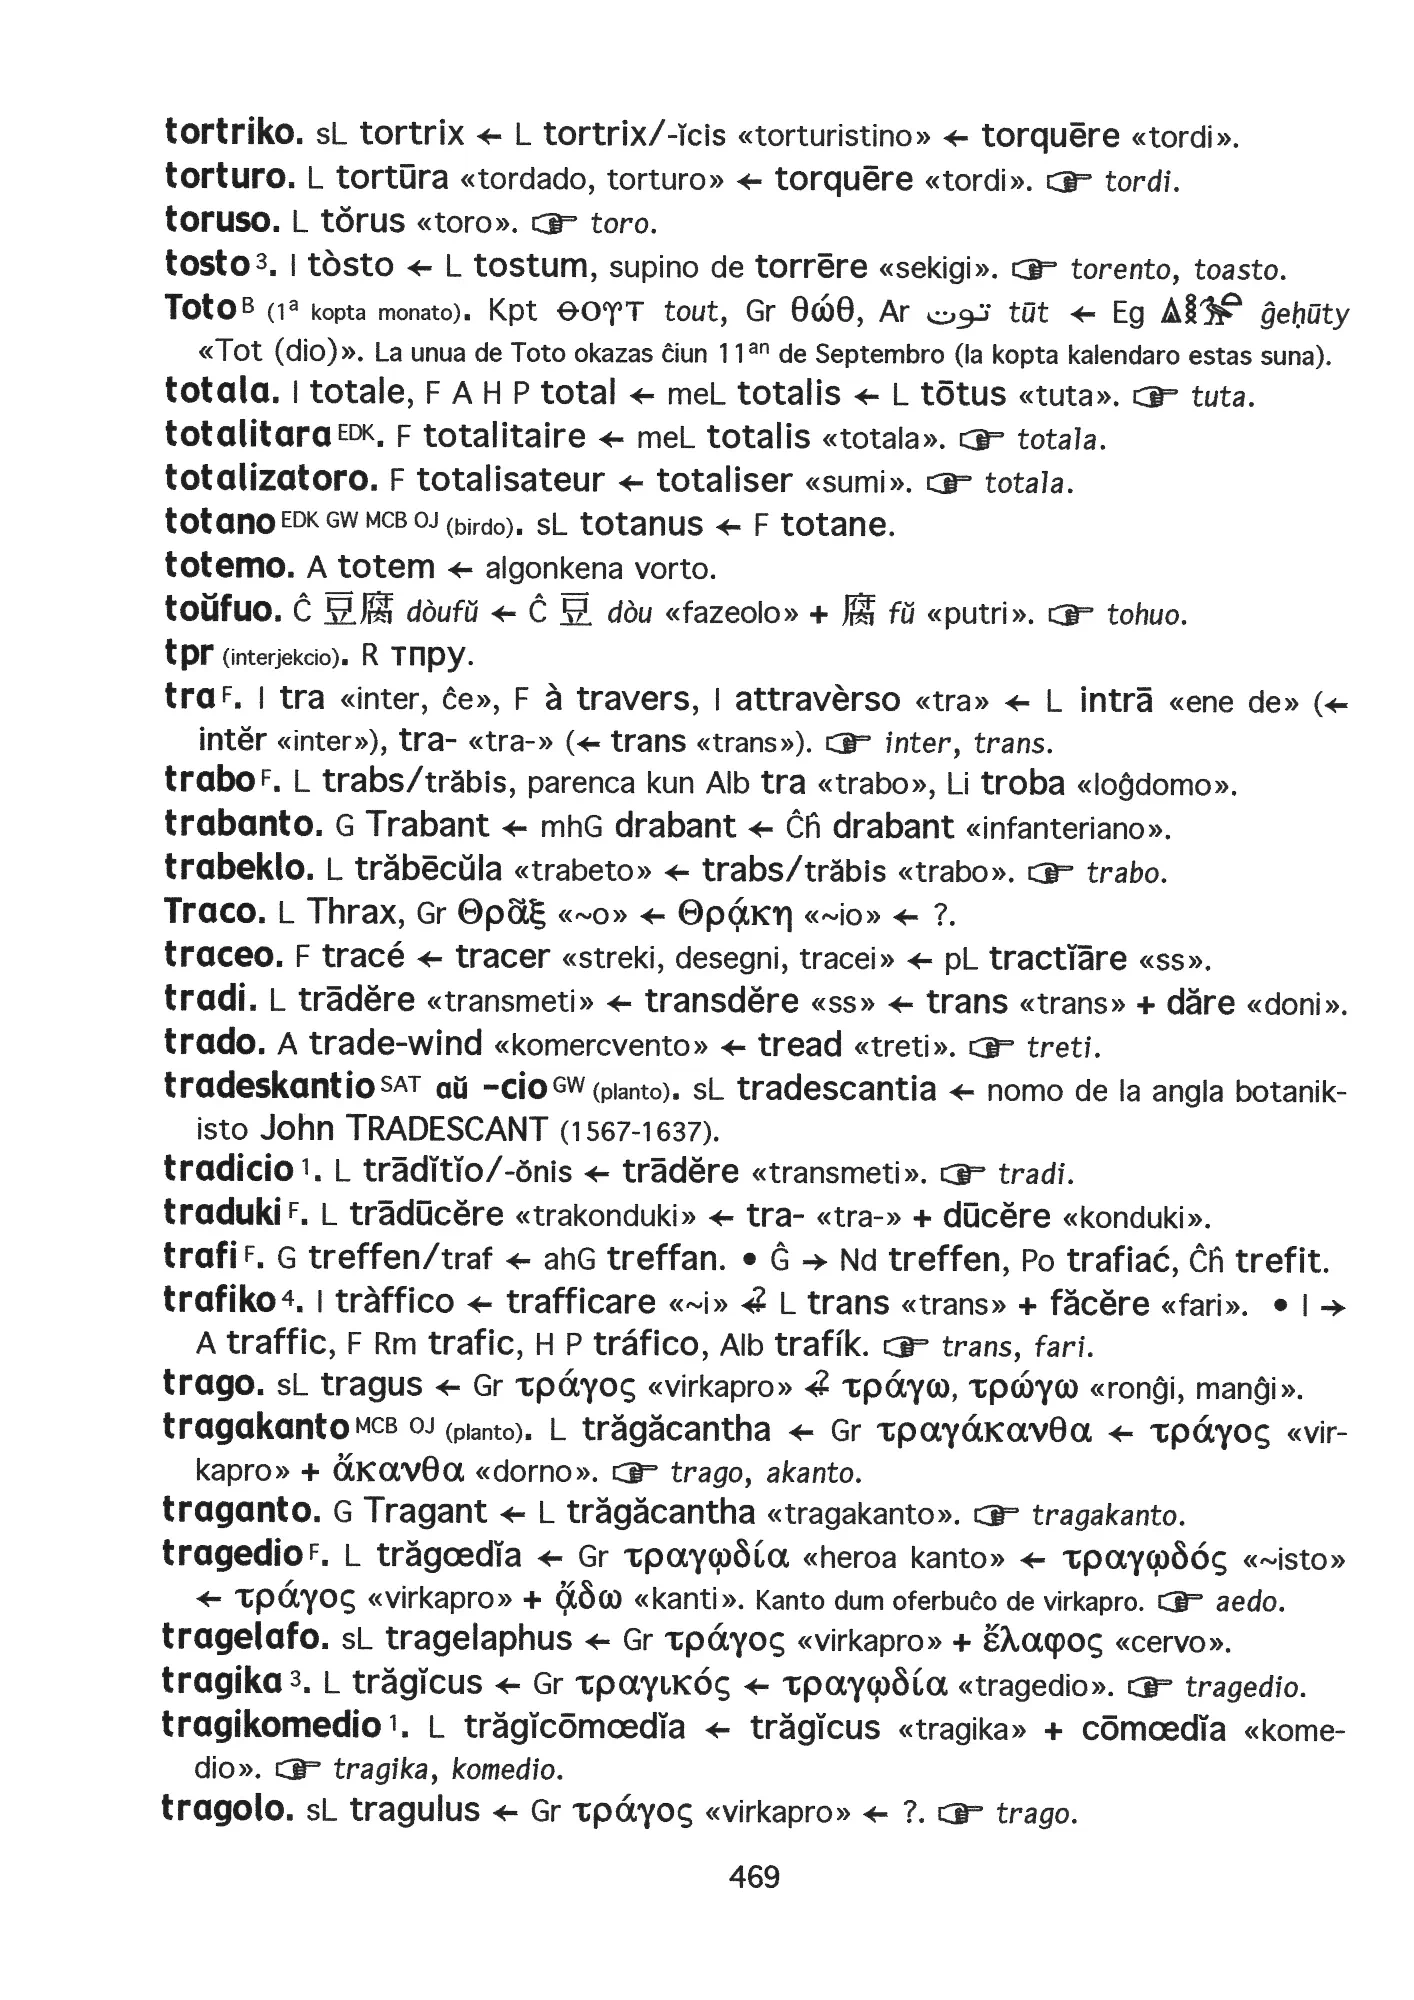 tortriko. sL tortrix ← L tortrix/-ĭcis «torturistino» ← torquēre «tordi».
torturo. L tortūra «tordado, torturo» ← torquēre «tordi». ☞ tordi.
toruso. L tŏrus «toro». ☞ toro.
tosto³. I tòsto ← L tostum, supino de torrēre «sekigi». ☞ torento, toasto.
Toto B (1ª kopta monato). Kpt ⲑⲟⲩⲧ tout, Gr θώθ, Ar توت tūt ← Eg ĝeḥūty
«Tot (dio)». La unua de Toto okazas ĉiun 11an de Septembro (la kopta kalendaro estas suna).
totala. I totale, F A H P total ← meL totalis ← L tōtus «tuta». ☞ tuta.
totalitara EDK. F totalitaire ← meL totalis «totala». ☞ totala.
totalizatoro. F totalisateur ← totaliser «sumi». ☞ totala.
totano EDK GW MCB OJ (birdo). sL totanus ← F totane.
totemo. A totem ← algonkena vorto.
toŭfuo. Ĉ 豆腐 dòufŭ ← Ĉ 豆 dòu «fazeolo» + 腐 fŭ «putri». ☞ tohuo.
tpr (interjekcio). R тпру.
tra F. I tra «inter, ĉe», F à travers, I attravèrso «tra» ← L intrā «ene de» (←
intĕr «inter»), tra- «tra-» (← trans «trans»). ☞ inter, trans.
trabo F. L trabs/trăbis, parenca kun Alb tra «trabo», Li troba «loĝdomo».
trabanto. G Trabant ← mhG drabant ← Ĉĥ drabant «infanteriano».
trabeklo. L trăbēcŭla «trabeto» ← trabs/trăbis «trabo». ☞ trabo.
Traco. L Thrax, Gr Θρᾷξ «~o» ← Θρᾴκη «~io» ← ?.
traceo. F tracé ← tracer «streki, desegni, tracei» ← pL tractĭāre «ss».
tradi. L trādĕre «transmeti» ← transdĕre «ss» ← trans «trans» + dăre «doni».
trado. A trade-wind «komercvento» ← tread «treti». ☞ treti.
tradeskantio SAT aŭ -cio GW (planto). sL tradescantia ← nomo de la angla botanik-
isto John TRADESCANT (1567-1637).
tradicio¹. L trādĭtĭo/-ōnis ← trādĕre «transmeti». ☞ tradi.
traduki F. L trādūcĕre «trakonduki» ← tra- «tra-» + dūcĕre «konduki».
trafi F. G treffen/traf ← ahG treffan. • Ĝ → Nd treffen, Po trafiać, Ĉĥ trefit.
trafiko⁴. I tràffico ← trafficare «~i» ←? L trans «trans» + făcĕre «fari». • I →
A traffic, F Rm trafic, H P tráfico, Alb trafík. ☞ trans, fari.
trago. sL tragus ← Gr τράγος «virkapro» ←? τράγω, τρώγω «ronĝi, manĝi».
tragakanto MCB OJ (planto). L trăgăcantha ← Gr τραγάκανθα ← τράγος «vir-
kapro» + ἄκανθα «dorno». ☞ trago, akanto.
traganto. G Tragant ← L trăgăcantha «tragakanto». ☞ tragakanto.
tragedio F. L trăgœdĭa ← Gr τραγῳδία «heroa kanto» ← τραγῳδός «~isto»
← τράγος «virkapro» + ᾄδω «kanti». Kanto dum oferbuĉo de virkapro. ☞ aedo.
tragelafo. sL tragelaphus ← Gr τράγος «virkapro» + ἔλαφος «cervo».
tragika³. L trăgĭcus ← Gr τραγικός ← τραγῳδία «tragedio». ☞ tragedio.
tragikomedio¹. L trăgĭcōmœdĭa ← trăgĭcus «tragika» + cōmœdĭa «kome-
dio». ☞ tragika, komedio.
tragolo. sL tragulus ← Gr τράγος «virkapro» ← ?. ☞ trago.
469